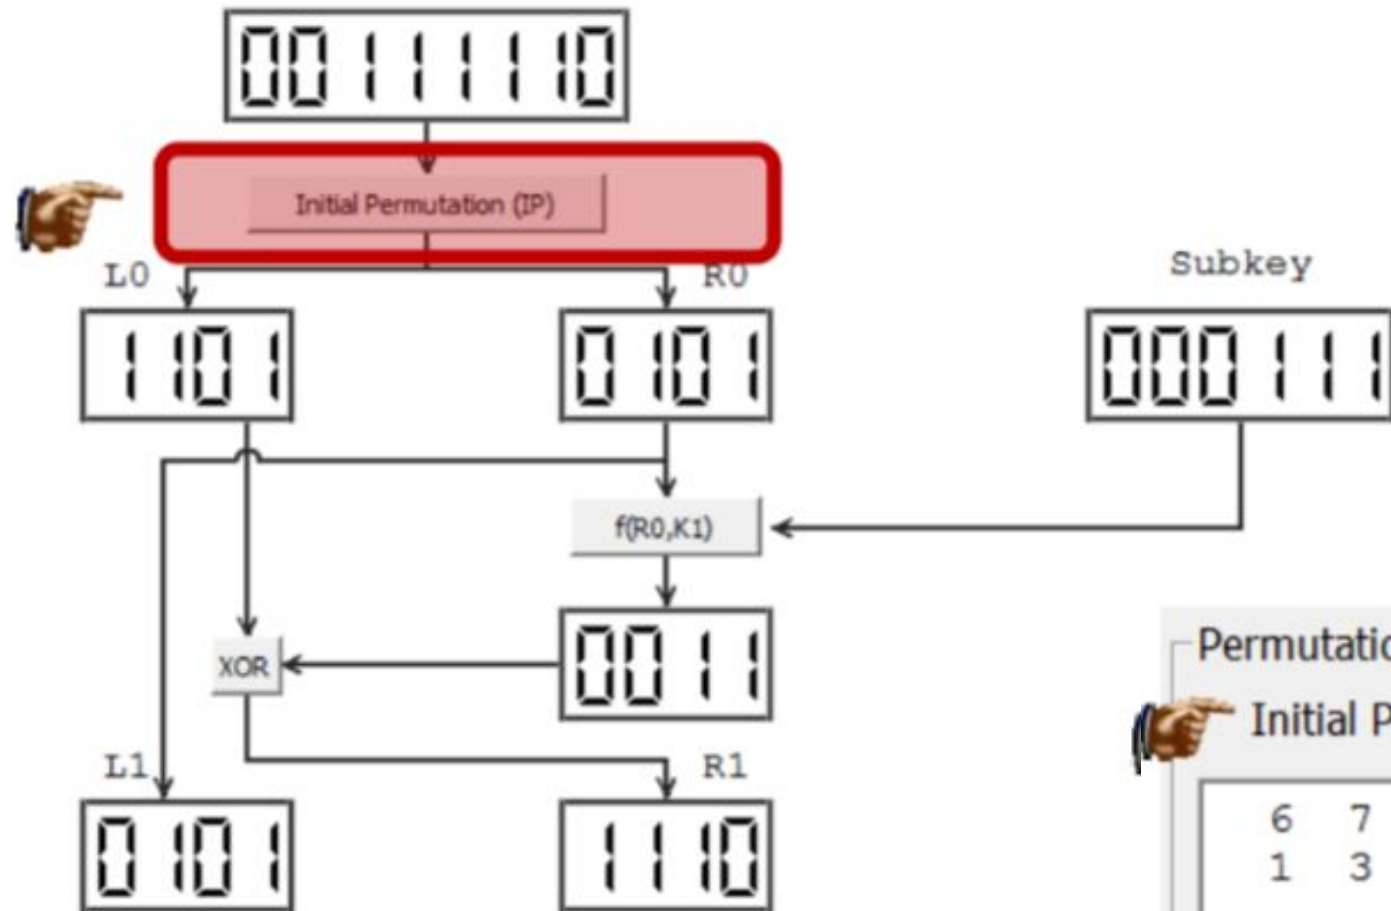 00111110
Initial Permutation (IP)
L0
R0
Subkey
1101
0101
000111
f(R0,K1)
XOR
0011
Permutatio
Initial P
L1
R1
0101
1110
6 7
1 3